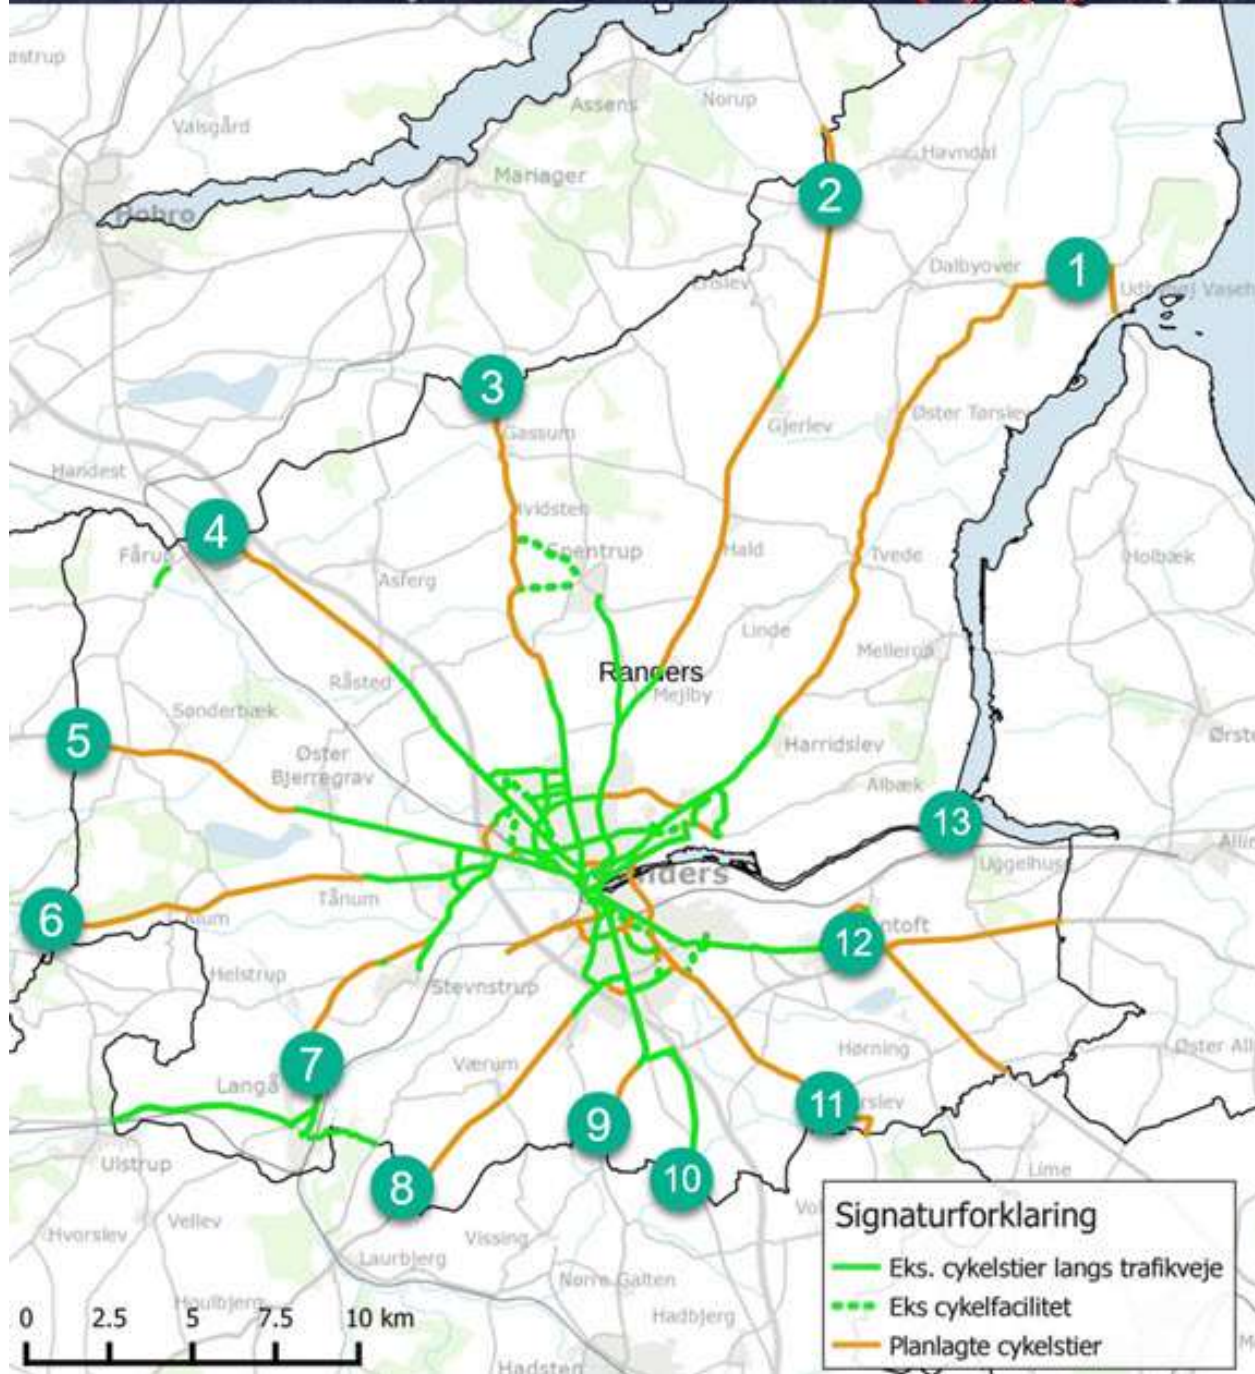 Assens
Norup
Valsgård
Havndal
Mariager
2
Hobro
1
Dalbyover
3
Gassum
Øster Tørslev
Gjerlev
Handest
4
Fårup
Asferg
Spentrup
Hald
Tvede
Holbæk
Linde
Mellerup
Randers
Mejlby
Råsted
Sønderbæk
5
Øster
Bjerregrav
Harridslev
Albæk
13
Uggelhuse
Tånum
6
12
Helstrup
Stevnstrup
7
Værum
Hørning
Langå
11
9
Ulstrup
8
10
Lime
Hvorslev
Vellev
Vissing
Laurbjerg
Nørre Galten
Houlbjerg
Hadbjerg
Hadsten
0 2.5 5 7.5 10 km
Signaturforklaring
Eks. cykelstier langs trafikveje
Eks cykelfacilitet
Planlagte cykelstier